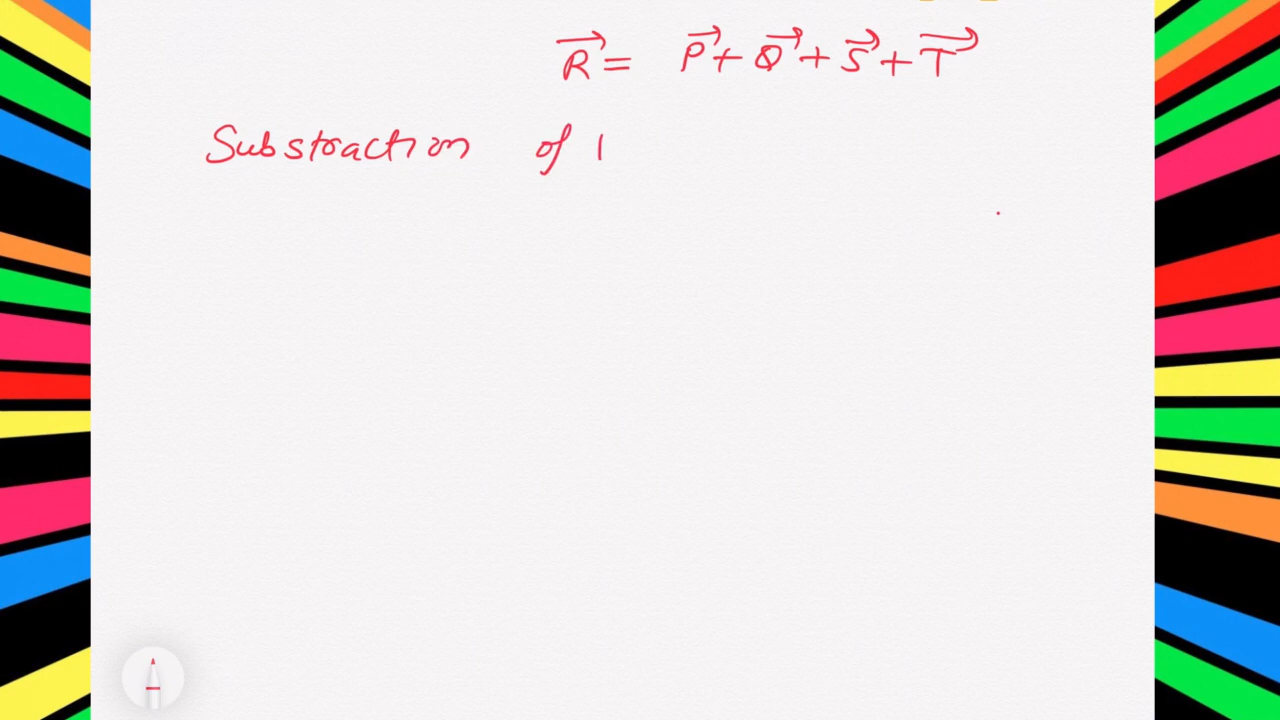 R⃗ = P⃗ + Q⃗ + S⃗ + T⃗
Substraction of